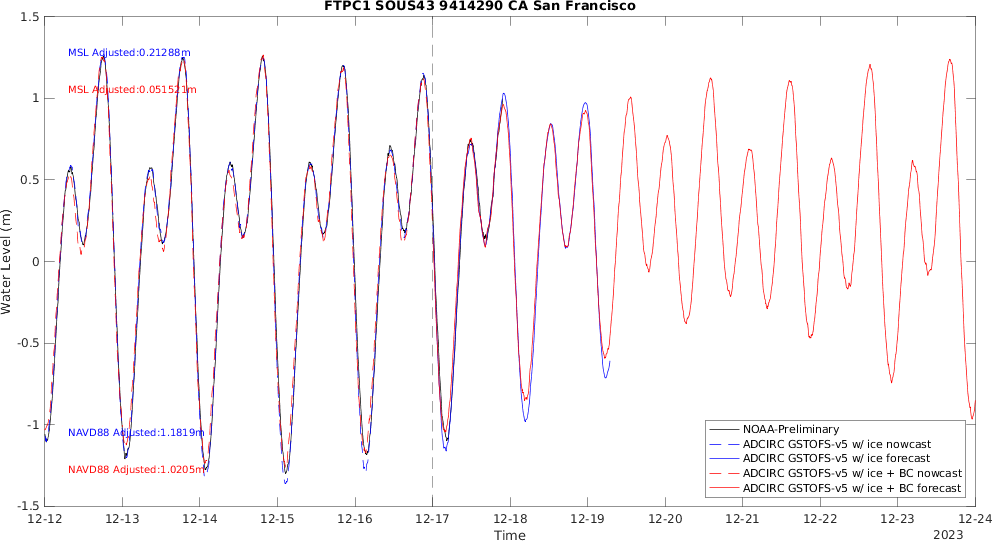 FTPC1 SOUS43 9414290 CA San Francisco
1.5
1
0.5
0
-0.5
-1
-1.5
Water Level (m)
MSL Adjusted:0.21288m
MSL Adjusted:0.051521m
NAVD88 Adjusted:1.1819m
NAVD88 Adjusted:1.0205m
NOAA-Preliminary
ADCIRC GSTOFS-v5 w/ ice nowcast
ADCIRC GSTOFS-v5 w/ ice forecast
ADCIRC GSTOFS-v5 w/ ice + BC nowcast
ADCIRC GSTOFS-v5 w/ ice + BC forecast
12-12 12-13 12-14 12-15 12-16 12-17 12-18 12-19 12-20 12-21 12-22 12-23 12-24
Time
2023